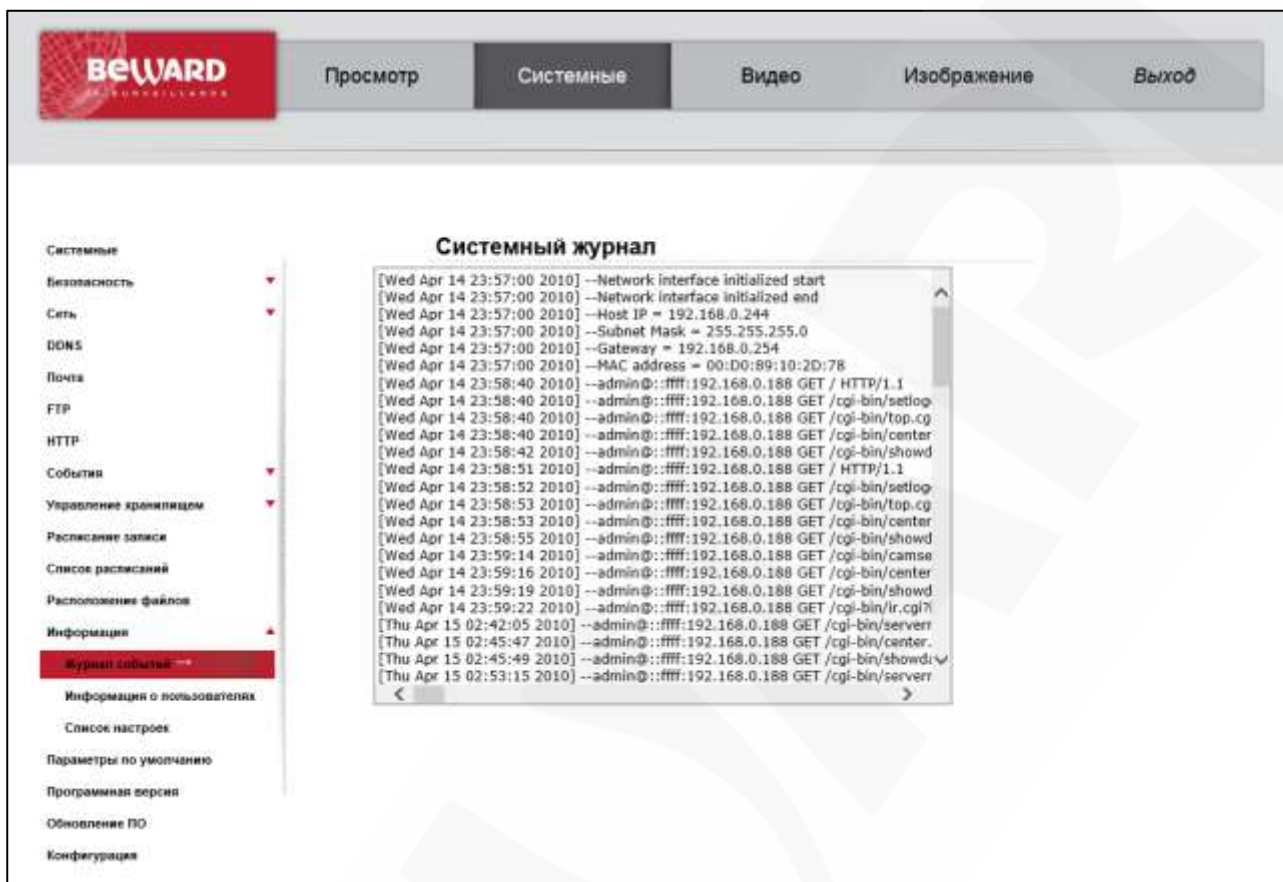 BEWARD
Просмотр
Системные
Видео
Изображение
Выход
Системные
Безопасность
Сеть
DDNS
Почта
FTP
HTTP
События
Управление хранилищем
Расписание записи
Список расписаний
Расположение файлов
Информация
Журнал событий
Информация о пользователях
Список настроек
Параметры по умолчанию
Программная версия
Обновление ПО
Конфигурация
Системный журнал
[Wed Apr 14 23:57:00 2010] --Network interface initialized start
[Wed Apr 14 23:57:00 2010] --Network interface initialized end
[Wed Apr 14 23:57:00 2010] --Host IP = 192.168.0.244
[Wed Apr 14 23:57:00 2010] --Subnet Mask = 255.255.255.0
[Wed Apr 14 23:57:00 2010] --Gateway = 192.168.0.254
[Wed Apr 14 23:57:00 2010] --MAC address = 00:D0:89:10:2D:78
[Wed Apr 14 23:58:40 2010] --admin@::ffff:192.168.0.188 GET / HTTP/1.1
[Wed Apr 14 23:58:40 2010] --admin@::ffff:192.168.0.188 GET /cgi-bin/setlog
[Wed Apr 14 23:58:40 2010] --admin@::ffff:192.168.0.188 GET /cgi-bin/top.cg
[Wed Apr 14 23:58:40 2010] --admin@::ffff:192.168.0.188 GET /cgi-bin/center
[Wed Apr 14 23:58:42 2010] --admin@::ffff:192.168.0.188 GET /cgi-bin/showd
[Wed Apr 14 23:58:51 2010] --admin@::ffff:192.168.0.188 GET / HTTP/1.1
[Wed Apr 14 23:58:52 2010] --admin@::ffff:192.168.0.188 GET /cgi-bin/setlog
[Wed Apr 14 23:58:53 2010] --admin@::ffff:192.168.0.188 GET /cgi-bin/top.cg
[Wed Apr 14 23:58:53 2010] --admin@::ffff:192.168.0.188 GET /cgi-bin/center
[Wed Apr 14 23:58:55 2010] --admin@::ffff:192.168.0.188 GET /cgi-bin/showd
[Wed Apr 14 23:59:14 2010] --admin@::ffff:192.168.0.188 GET /cgi-bin/camse
[Wed Apr 14 23:59:16 2010] --admin@::ffff:192.168.0.188 GET /cgi-bin/center
[Wed Apr 14 23:59:19 2010] --admin@::ffff:192.168.0.188 GET /cgi-bin/showd
[Wed Apr 14 23:59:22 2010] --admin@::ffff:192.168.0.188 GET /cgi-bin/ir.cgi?
[Thu Apr 15 02:42:05 2010] --admin@::ffff:192.168.0.188 GET /cgi-bin/serverr
[Thu Apr 15 02:45:47 2010] --admin@::ffff:192.168.0.188 GET /cgi-bin/center.
[Thu Apr 15 02:45:49 2010] --admin@::ffff:192.168.0.188 GET /cgi-bin/showda
[Thu Apr 15 02:53:15 2010] --admin@::ffff:192.168.0.188 GET /cgi-bin/serverr